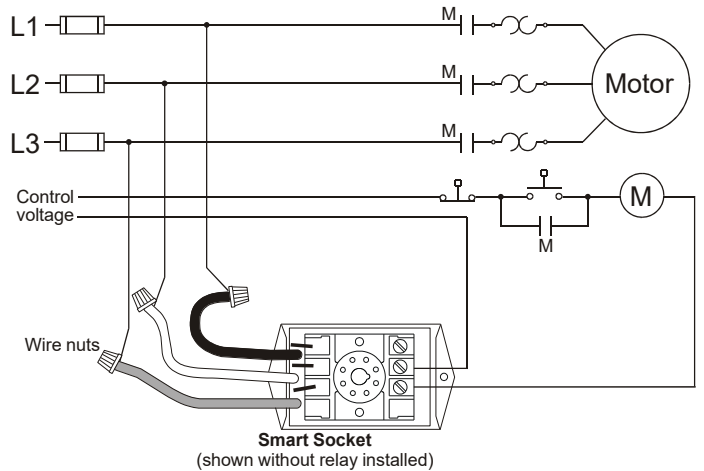 L1
M
L2
M
Motor
L3
M
Control
voltage
M
M
Wire nuts
Smart Socket
(shown without relay installed)